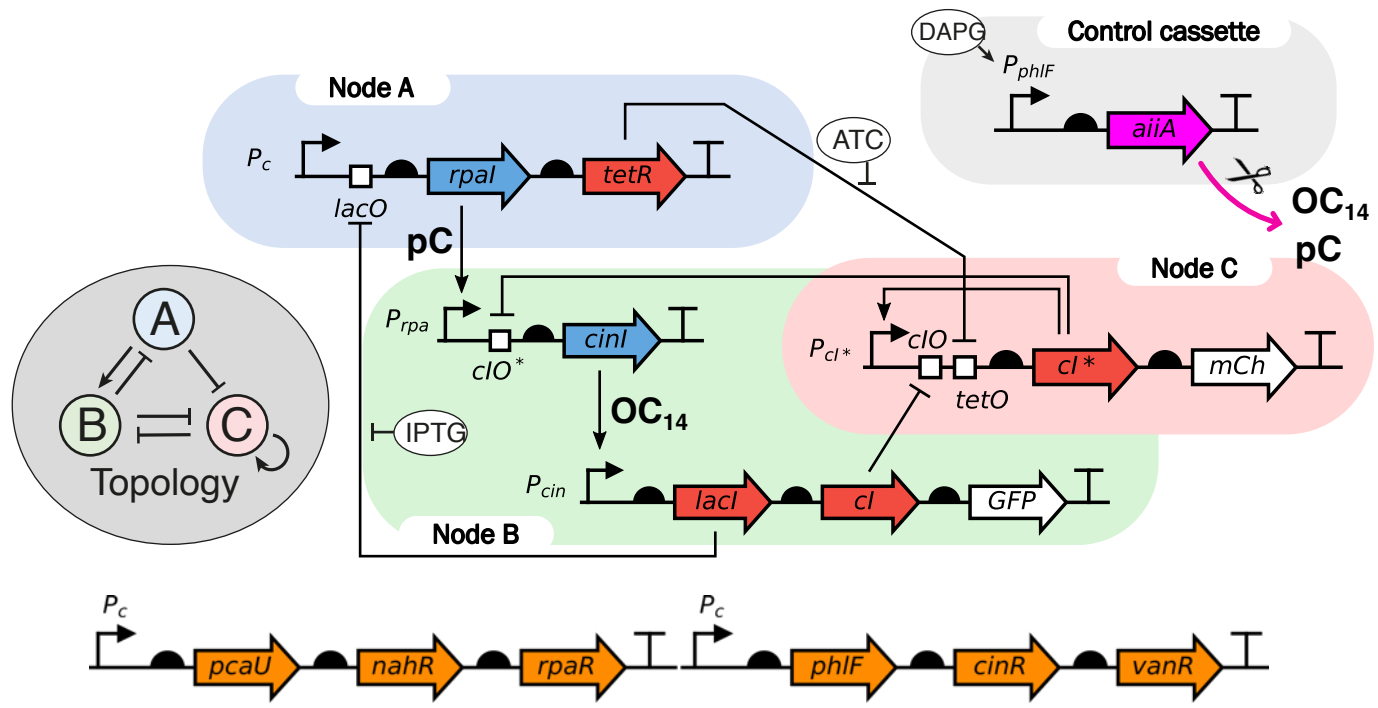 Control cassette
DAPG
P_phlF
aiiA
OC₁₄
pC
Node A
P_c
lacO
rpaI
tetR
ATC
pC
Node B
P_rpa
cIO*
cinI
OC₁₄
IPTG
P_cin
lacI
cI
GFP
Node C
P_cI*
cIO
tetO
cI*
mCh
A
B
C
Topology
P_c
pcaU
nahR
rpaR
P_c
phlF
cinR
vanR